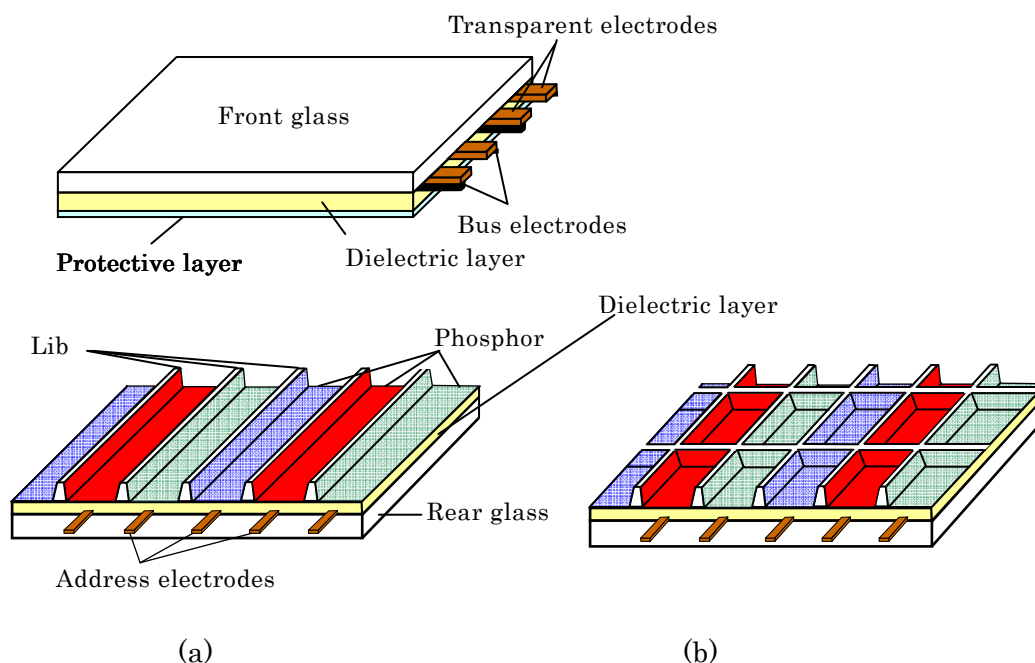 Transparent electrodes
Front glass
Bus electrodes
Dielectric layer
Protective layer
Dielectric layer
Lib
Phosphor
Rear glass
Address electrodes
(a)
(b)